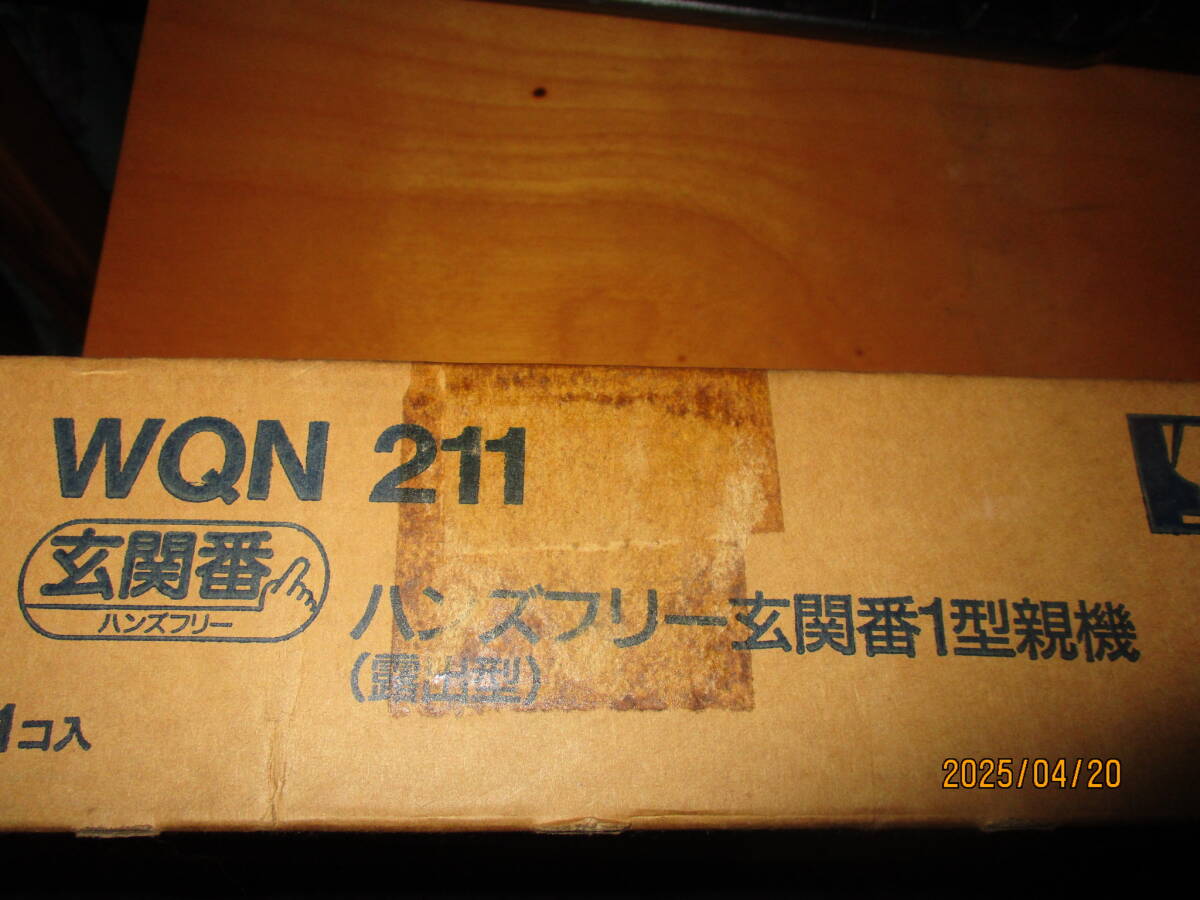 WQN 211
玄関番
ハンズフリー
ハンズフリー玄関番1型親機
(露出型)
1コ入
2025/04/20